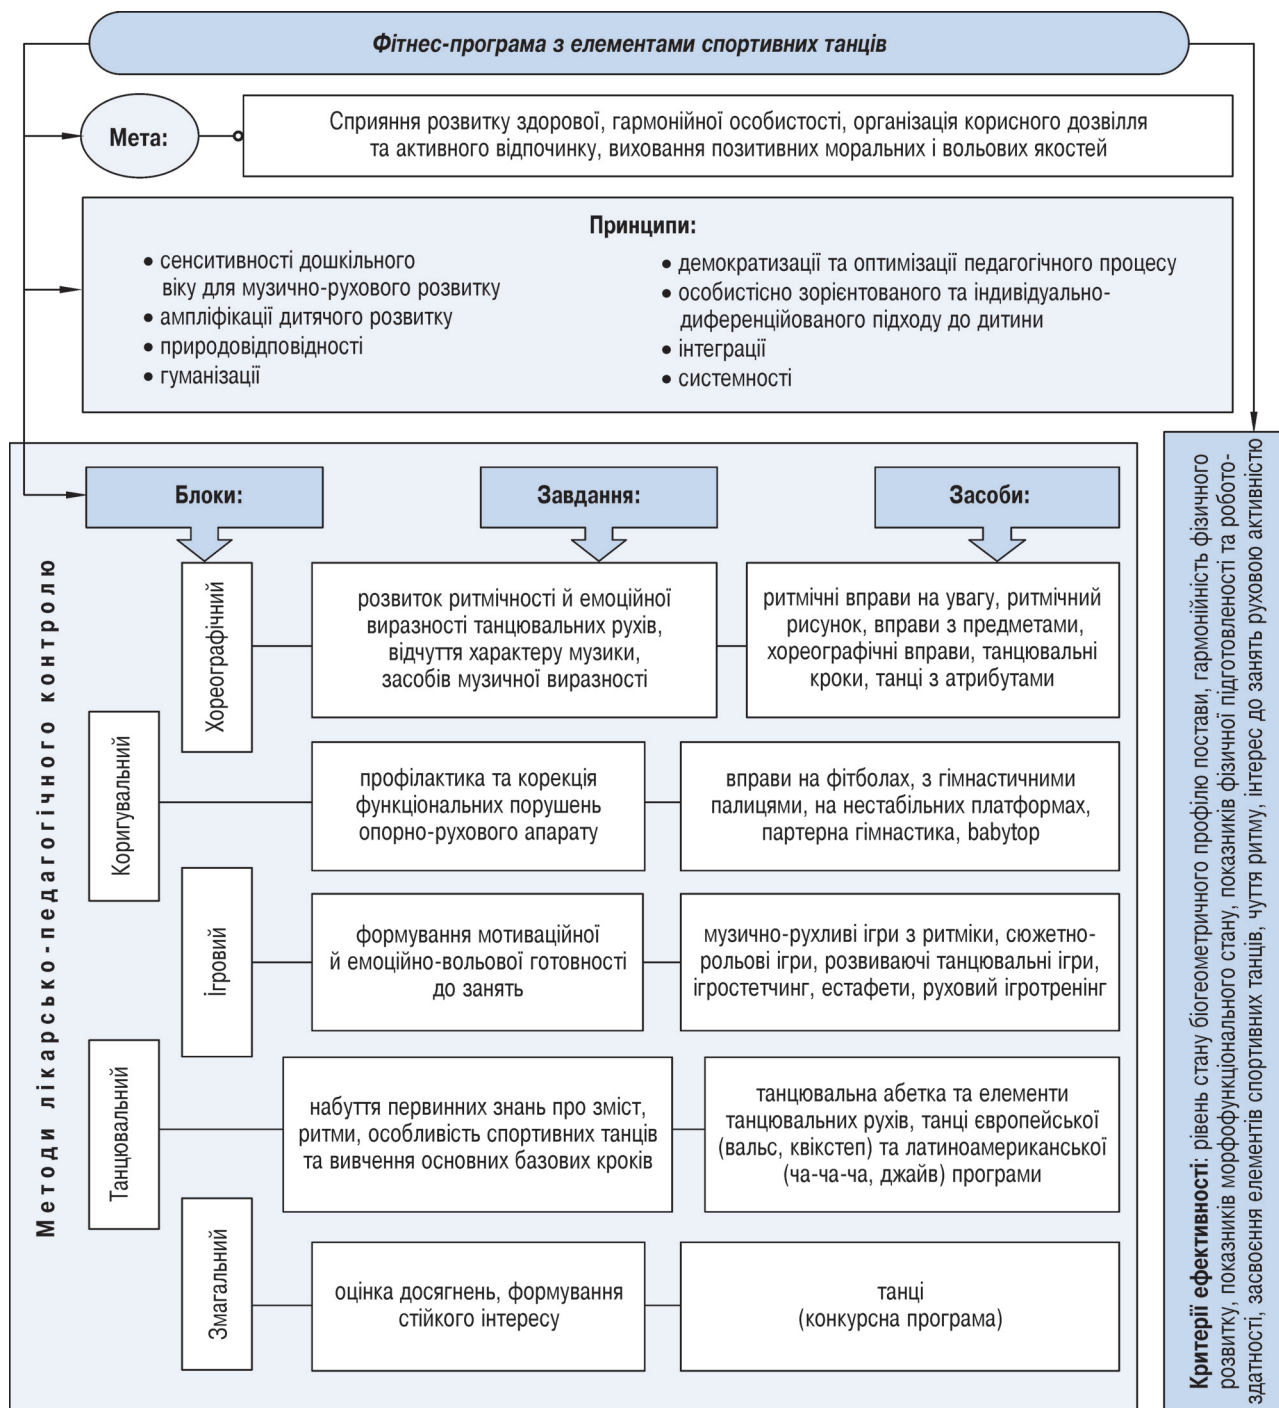 Фітнес-програма з елементами спортивних танців
Мета:
Сприяння розвитку здорової, гармонійної особистості, організація корисного дозвілля
та активного відпочинку, виховання позитивних моральних і вольових якостей
Принципи:
• сенситивності дошкільного
віку для музично-рухового розвитку
• ампліфікації дитячого розвитку
• природовідповідності
• гуманізації
• демократизації та оптимізації педагогічного процесу
• особистісно зорієнтованого та індивідуально-
диференційованого підходу до дитини
• інтеграції
• системності
Методи лікарсько-педагогічного контролю
Блоки:
Завдання:
Засоби:
Хореографічний
розвиток ритмічності й емоційної
виразності танцювальних рухів,
відчуття характеру музики,
засобів музичної виразності
ритмічні вправи на увагу, ритмічний
рисунок, вправи з предметами,
хореографічні вправи, танцювальні
кроки, танці з атрибутами
Коригувальний
профілактика та корекція
функціональних порушень
опорно-рухового апарату
вправи на фітболах, з гімнастичними
палицями, на нестабільних платформах,
партерна гімнастика, babytop
Ігровий
формування мотиваційної
й емоційно-вольової готовності
до занять
музично-рухливі ігри з ритміки, сюжетно-
рольові ігри, розвиваючі танцювальні ігри,
ігростетчинг, естафети, руховий ігротренінг
Танцювальний
набуття первинних знань про зміст,
ритми, особливість спортивних танців
та вивчення основних базових кроків
танцювальна абетка та елементи
танцювальних рухів, танці європейської
(вальс, квікстеп) та латиноамериканської
(ча-ча-ча, джайв) програми
Змагальний
оцінка досягнень, формування
стійкого інтересу
танці
(конкурсна програма)
Критерії ефективності: рівень стану біогеометричного профілю постави, гармонійність фізичного
розвитку, показників морфофункціонального стану, показників фізичної підготовленості та робото-
здатності, засвоєння елементів спортивних танців, чуття ритму, інтерес до занять руховою активністю